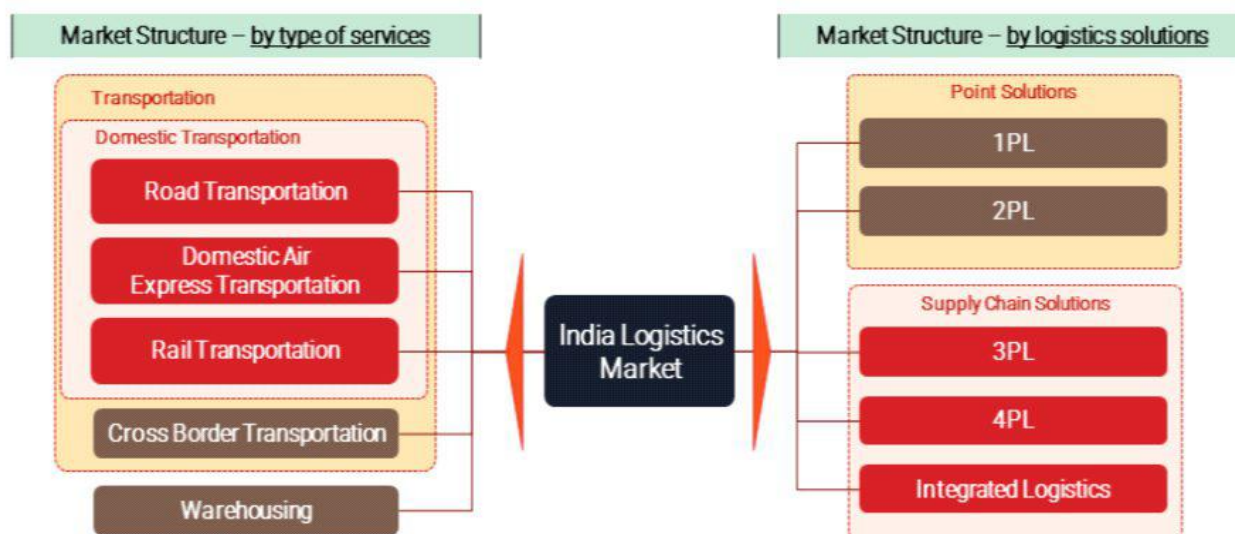 Market Structure – by type of services
Transportation
Domestic Transportation
Road Transportation
Domestic Air
Express Transportation
Rail Transportation
Cross Border Transportation
Warehousing
India Logistics
Market
Market Structure – by logistics solutions
Point Solutions
1PL
2PL
Supply Chain Solutions
3PL
4PL
Integrated Logistics